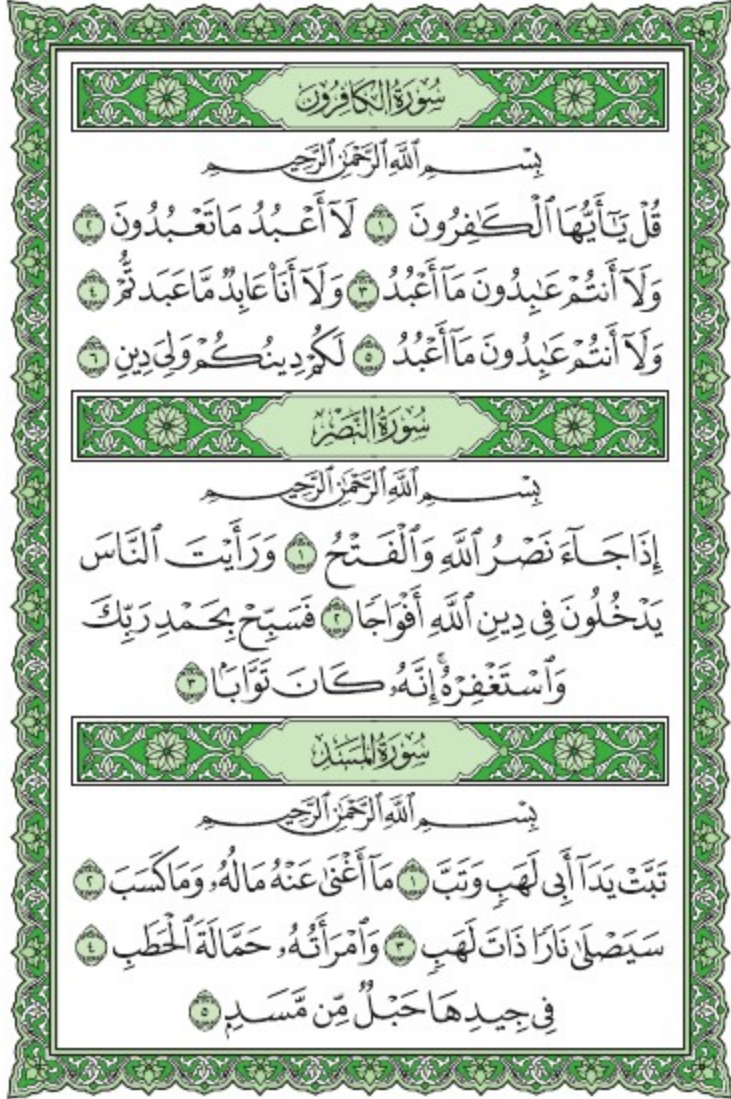 سُورَةُ الكَافِرُونَ
بِسْمِ ٱللَّهِ ٱلرَّحْمَٰنِ ٱلرَّحِيمِ
قُلْ يَٰٓأَيُّهَا ٱلْكَٰفِرُونَ ١ لَآ أَعْبُدُ مَا تَعْبُدُونَ ٢
وَلَآ أَنتُمْ عَٰبِدُونَ مَآ أَعْبُدُ ٣ وَلَآ أَنَا۠ عَابِدٌ مَّا عَبَدتُّمْ ٤
وَلَآ أَنتُمْ عَٰبِدُونَ مَآ أَعْبُدُ ٥ لَكُمْ دِينُكُمْ وَلِىَ دِينِ ٦
سُورَةُ النَّصْرِ
بِسْمِ ٱللَّهِ ٱلرَّحْمَٰنِ ٱلرَّحِيمِ
إِذَا جَآءَ نَصْرُ ٱللَّهِ وَٱلْفَتْحُ ١ وَرَأَيْتَ ٱلنَّاسَ
يَدْخُلُونَ فِى دِينِ ٱللَّهِ أَفْوَاجًا ٢ فَسَبِّحْ بِحَمْدِ رَبِّكَ
وَٱسْتَغْفِرْهُۚ إِنَّهُۥ كَانَ تَوَّابًۢا ٣
سُورَةُ المَسَدِ
بِسْمِ ٱللَّهِ ٱلرَّحْمَٰنِ ٱلرَّحِيمِ
تَبَّتْ يَدَآ أَبِى لَهَبٍ وَتَبَّ ١ مَآ أَغْنَىٰ عَنْهُ مَالُهُۥ وَمَا كَسَبَ ٢
سَيَصْلَىٰ نَارًا ذَاتَ لَهَبٍ ٣ وَٱمْرَأَتُهُۥ حَمَّالَةَ ٱلْحَطَبِ ٤
فِى جِيدِهَا حَبْلٌ مِّن مَّسَدٍۭ ٥